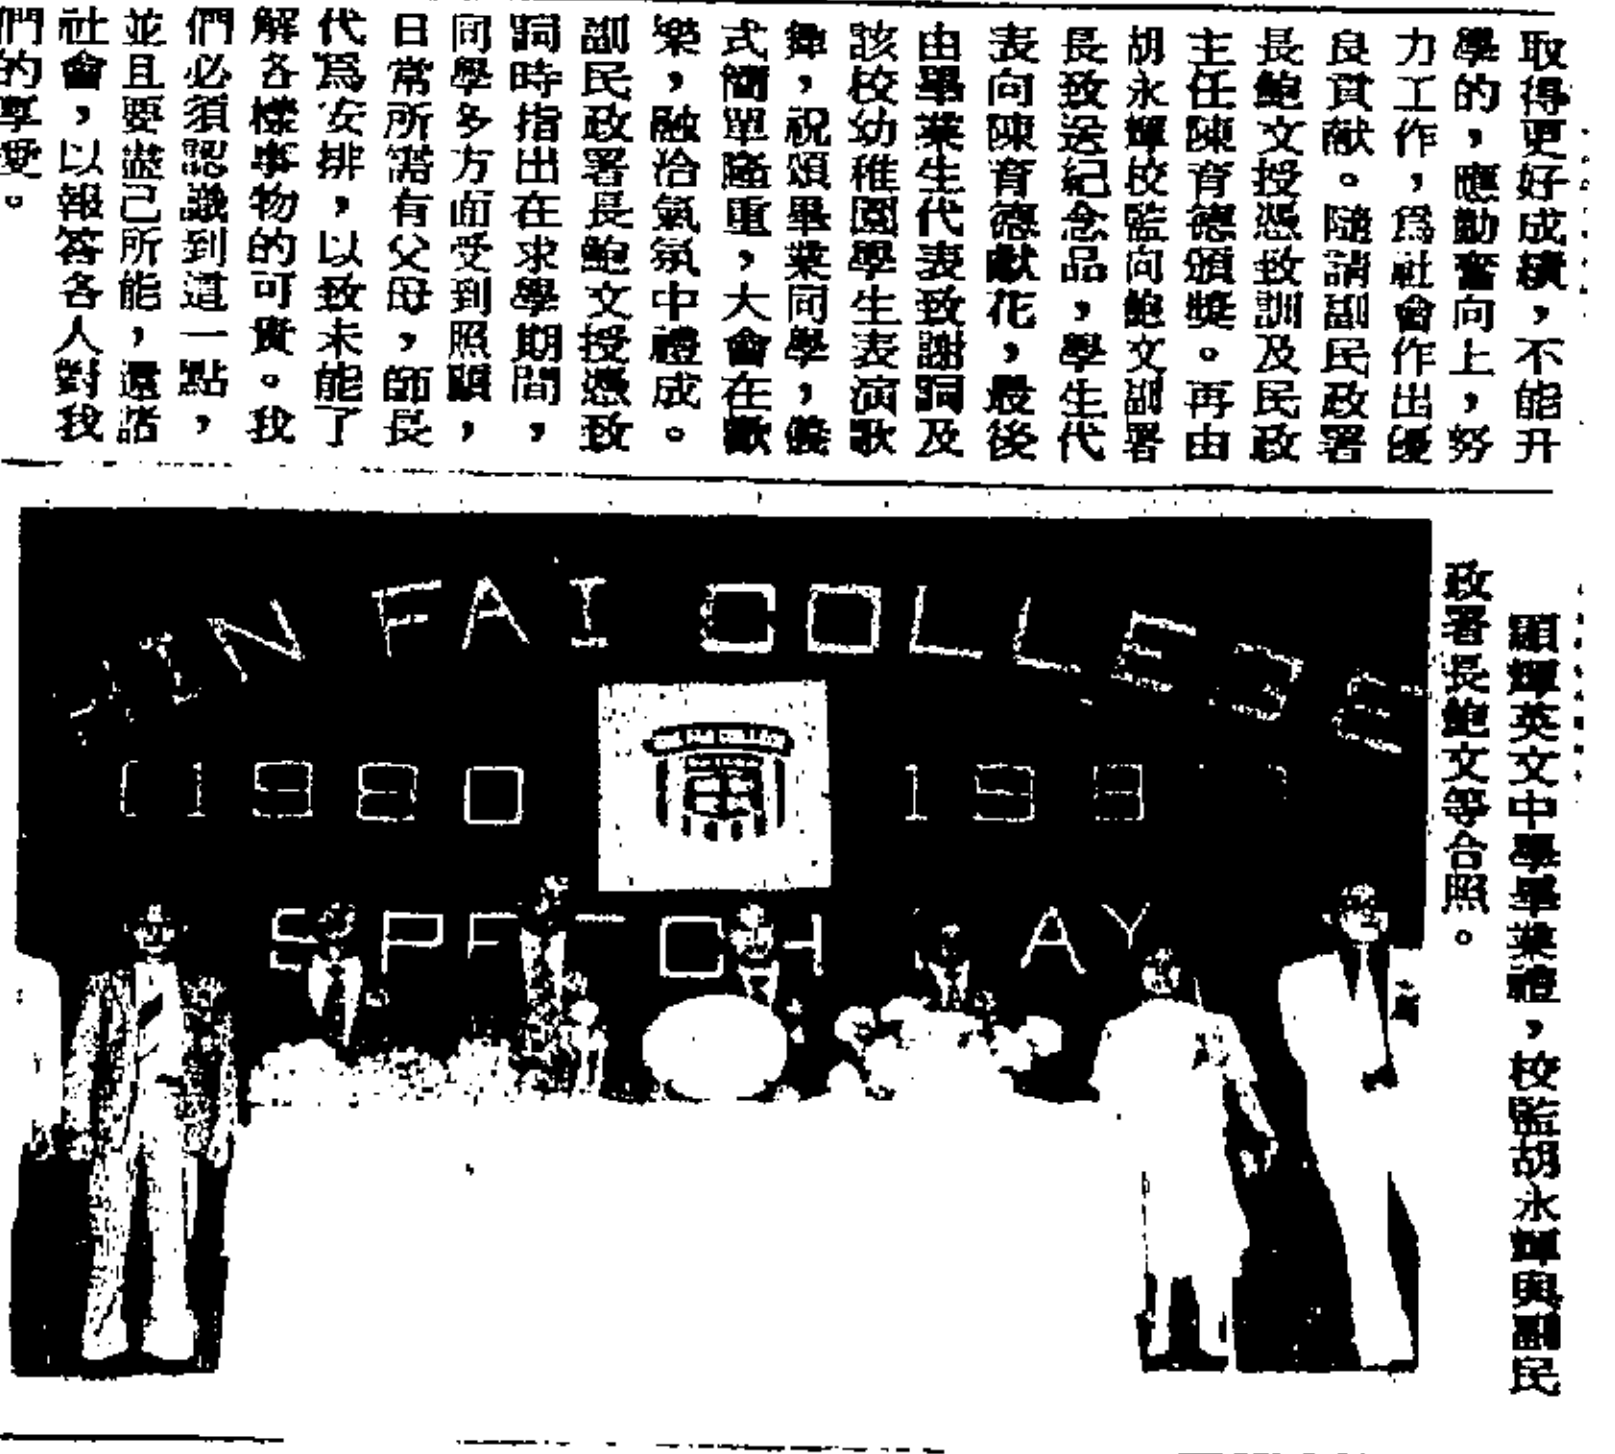 取得更好成績，不能升
學的，應勤奮向上，努
力工作，爲社會作出優
良貢献。隨請副民政署
長鮑文授憑致訓及民政
主任陳育德頒獎。再由
胡永輝校監向鮑文副署
長致送紀念品，學生代
表向陳育德獻花，最後
由畢業生代表致謝詞及
該校幼稚園學生表演歌
舞，祝頌畢業同學，儀
式簡單隆重，大會在歡
樂，融洽氣氛中禮成。
副民政署長鮑文授憑致
詞時指出在求學期間，
同學多方面受到照顧，
日常所需有父母，師長
代爲安排，以致未能了
解各樣事物的可貴。我
們必須認識到這一點，
並且要盡己所能，還諸
社會，以報答各人對我
們的享受。
顯輝英文中學畢業禮，校監胡永輝與副民
政署長鮑文等合照。
HIN FAI COLLEGE
1980 198
SPEECH DAY
HIN FAI COLLEGE